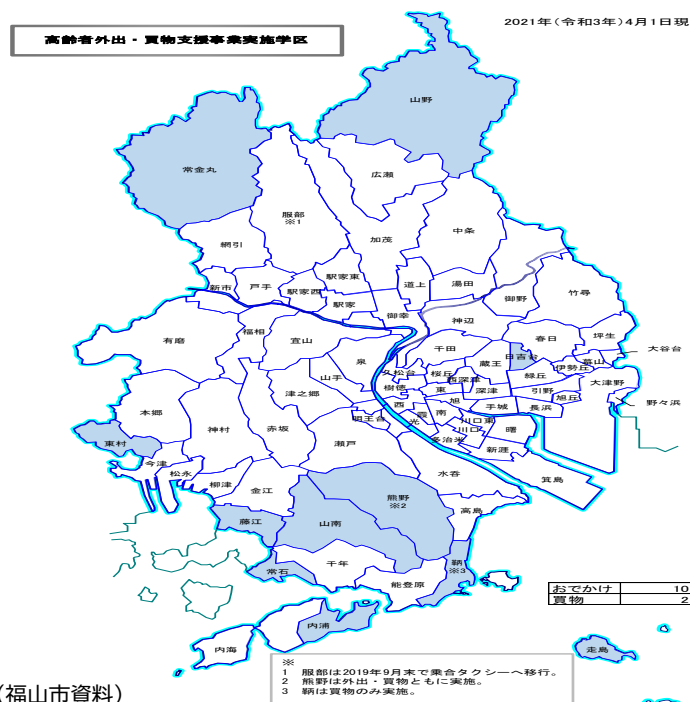 2021年(令和3年)4月1日現
高齢者外出・買物支援事業実施学区
山野
常金丸
広瀬
服部
※1
中条
網引
加茂
駅家東
新市
戸手
駅家西
道上
湯田
竹尋
駅家
御野
御幸
神辺
有磨
福相
宜山
千田
春日
坪生
泉
日吉台
大谷台
久松台
桜丘
西深津
蔵王
伊勢丘
幕山
山手
樹徳
東
深津
緑丘
引野
大津野
津之郷
旭
旭丘
野々浜
本郷
西
霞
南
手城
長浜
神村
赤坂
明王台
光
川口東
川口
曙
東村
瀬戸
多治米
新涯
今津
松永
水呑
箕島
柳津
金江
熊野
※2
高島
藤江
山南
千年
鞆
※3
常石
能登原
おでかけ 10
買物 2
内浦
内海
走島
※
1 服部は2019年9月末で乗合タクシーへ移行。
2 熊野は外出・買物ともに実施。
3 鞆は買物のみ実施。
(福山市資料)